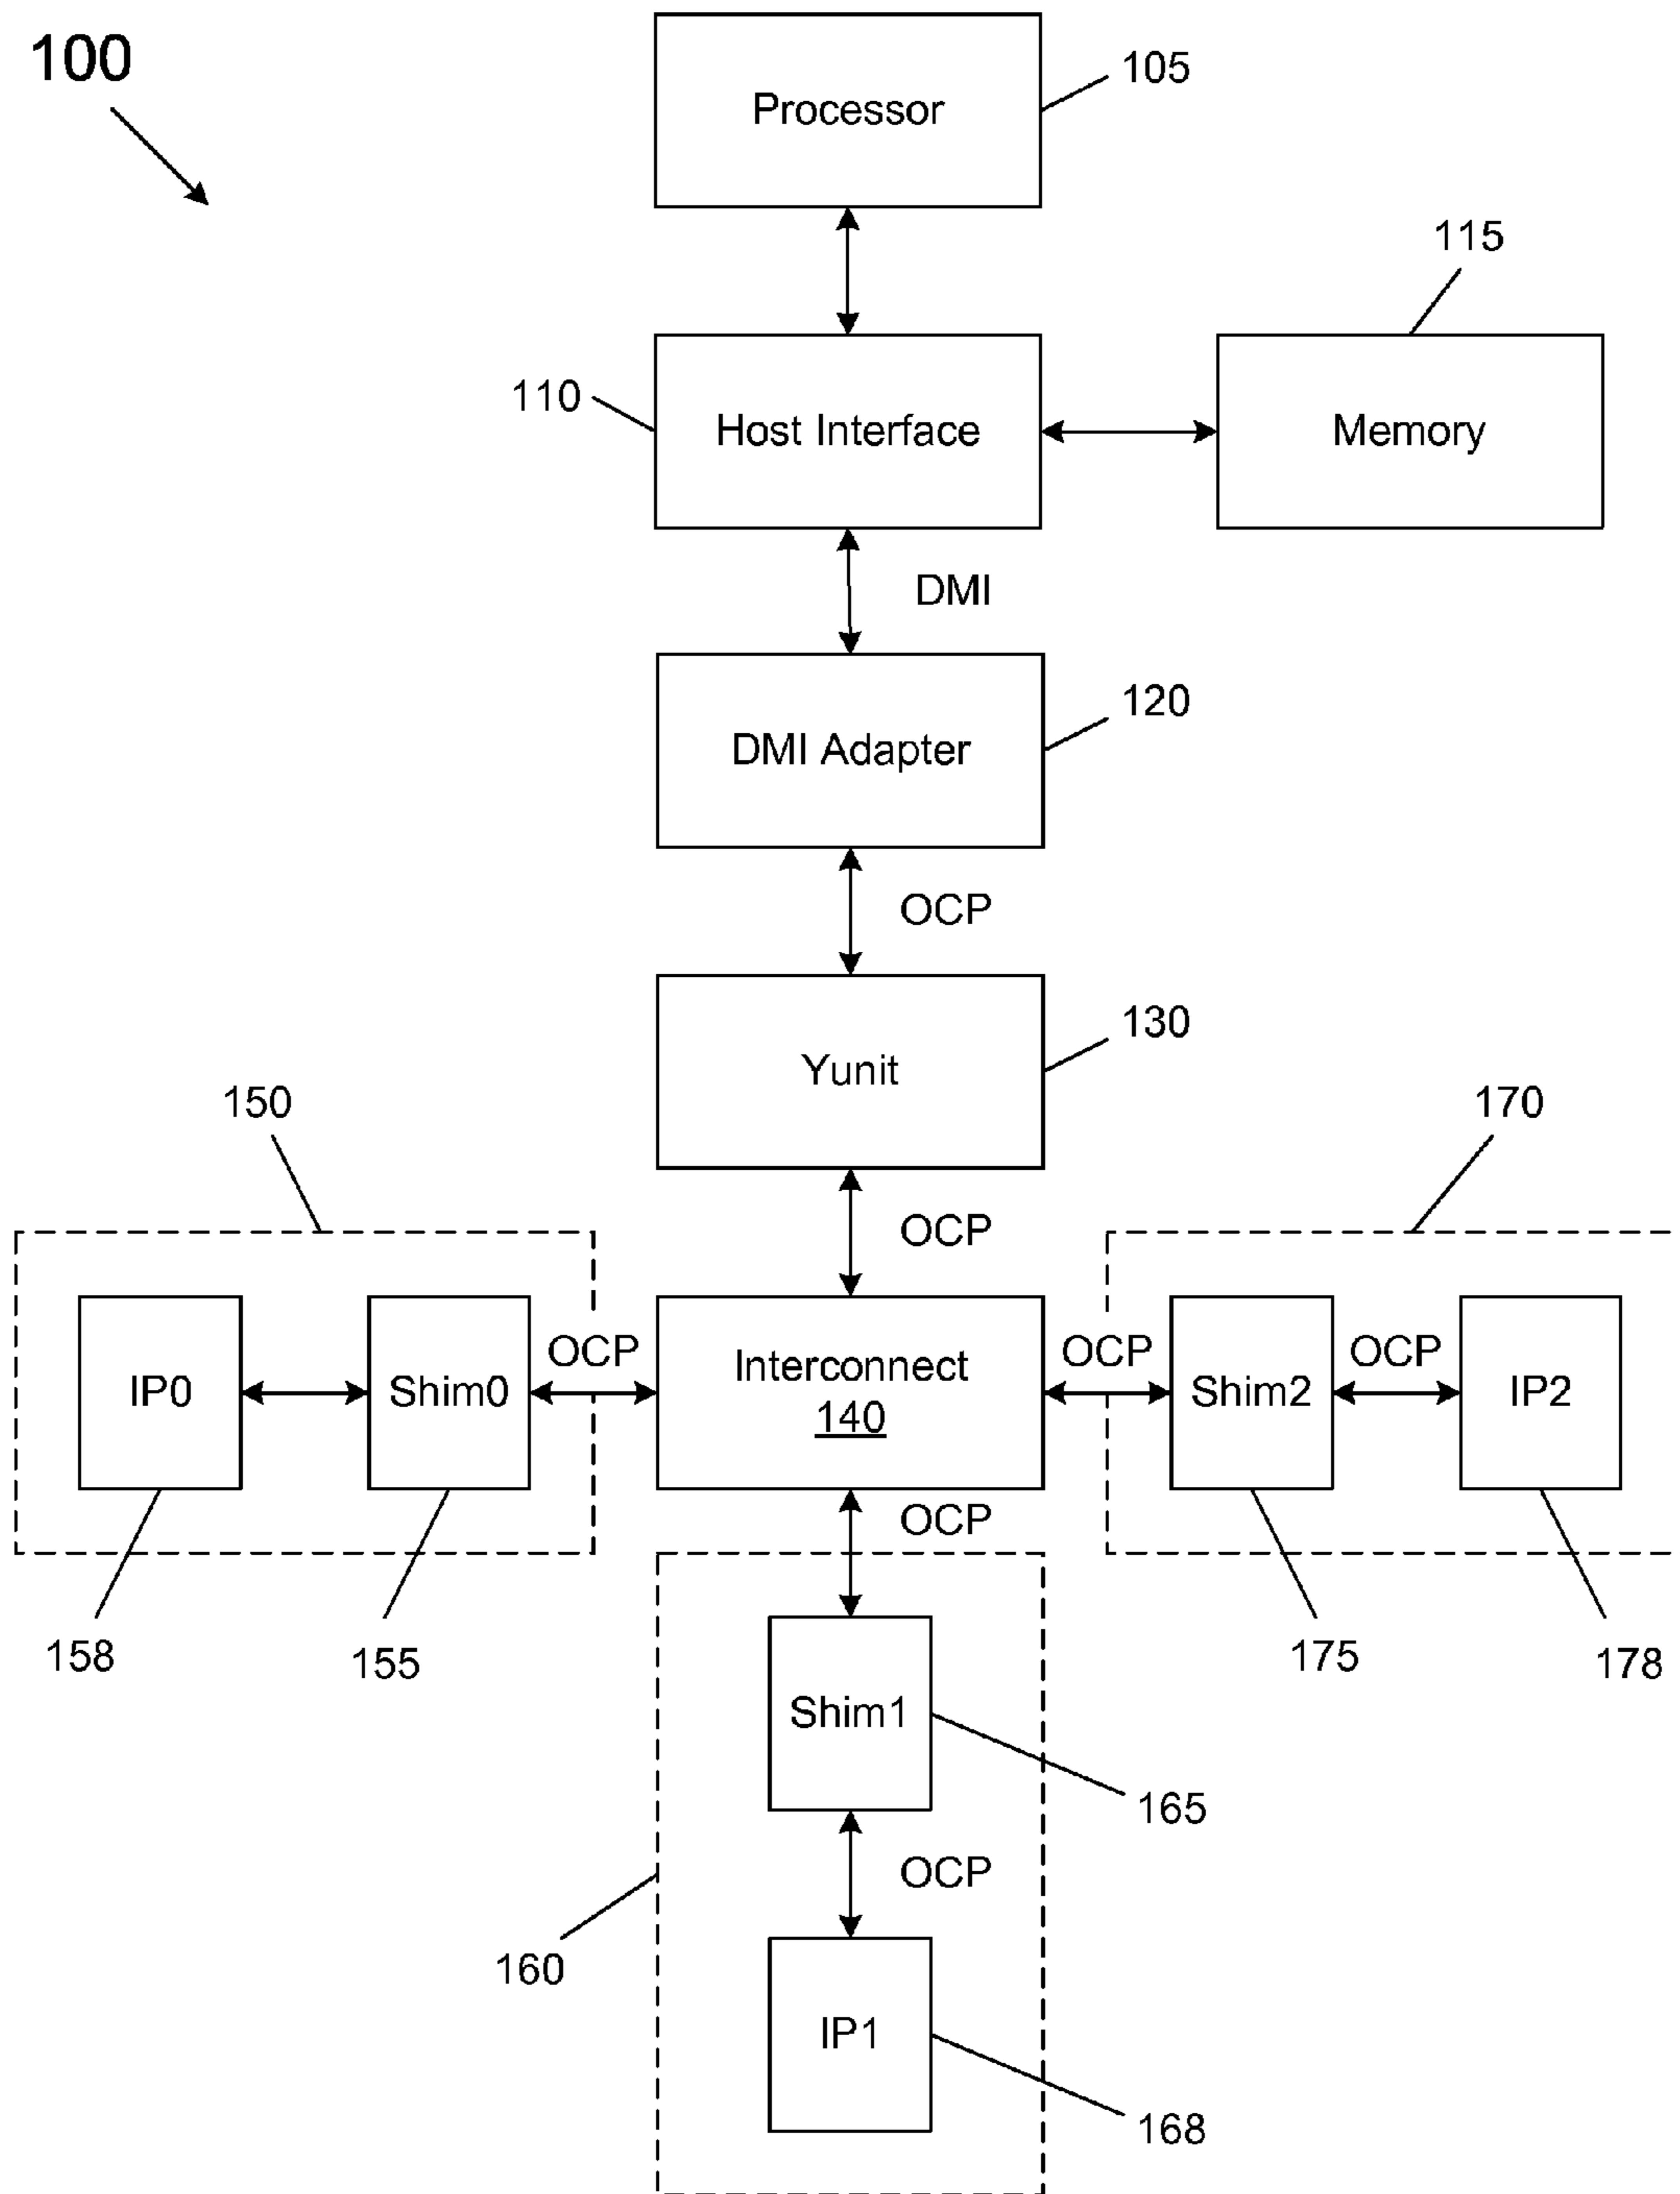 100
Processor
105
115
110
Host Interface
Memory
DMI
DMI Adapter
120
OCP
Yunit
130
150
170
OCP
IP0
Shim0
OCP
Interconnect
140
OCP
Shim2
OCP
IP2
OCP
158
155
175
178
Shim1
165
OCP
160
IP1
168